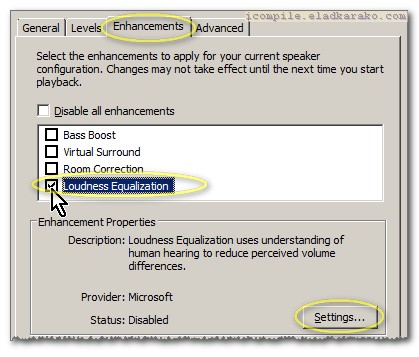 icompile.eladkarako.com
General Levels Enhancements Advanced
Select the enhancements to apply for your current speaker
configuration. Changes may not take effect until the next time you start
playback.
Disable all enhancements
Bass Boost
Virtual Surround
Room Correction
Loudness Equalization
Enhancement Properties
Description: Loudness Equalization uses understanding of
human hearing to reduce perceived volume
differences.
Provider: Microsoft
Status: Disabled
Settings...